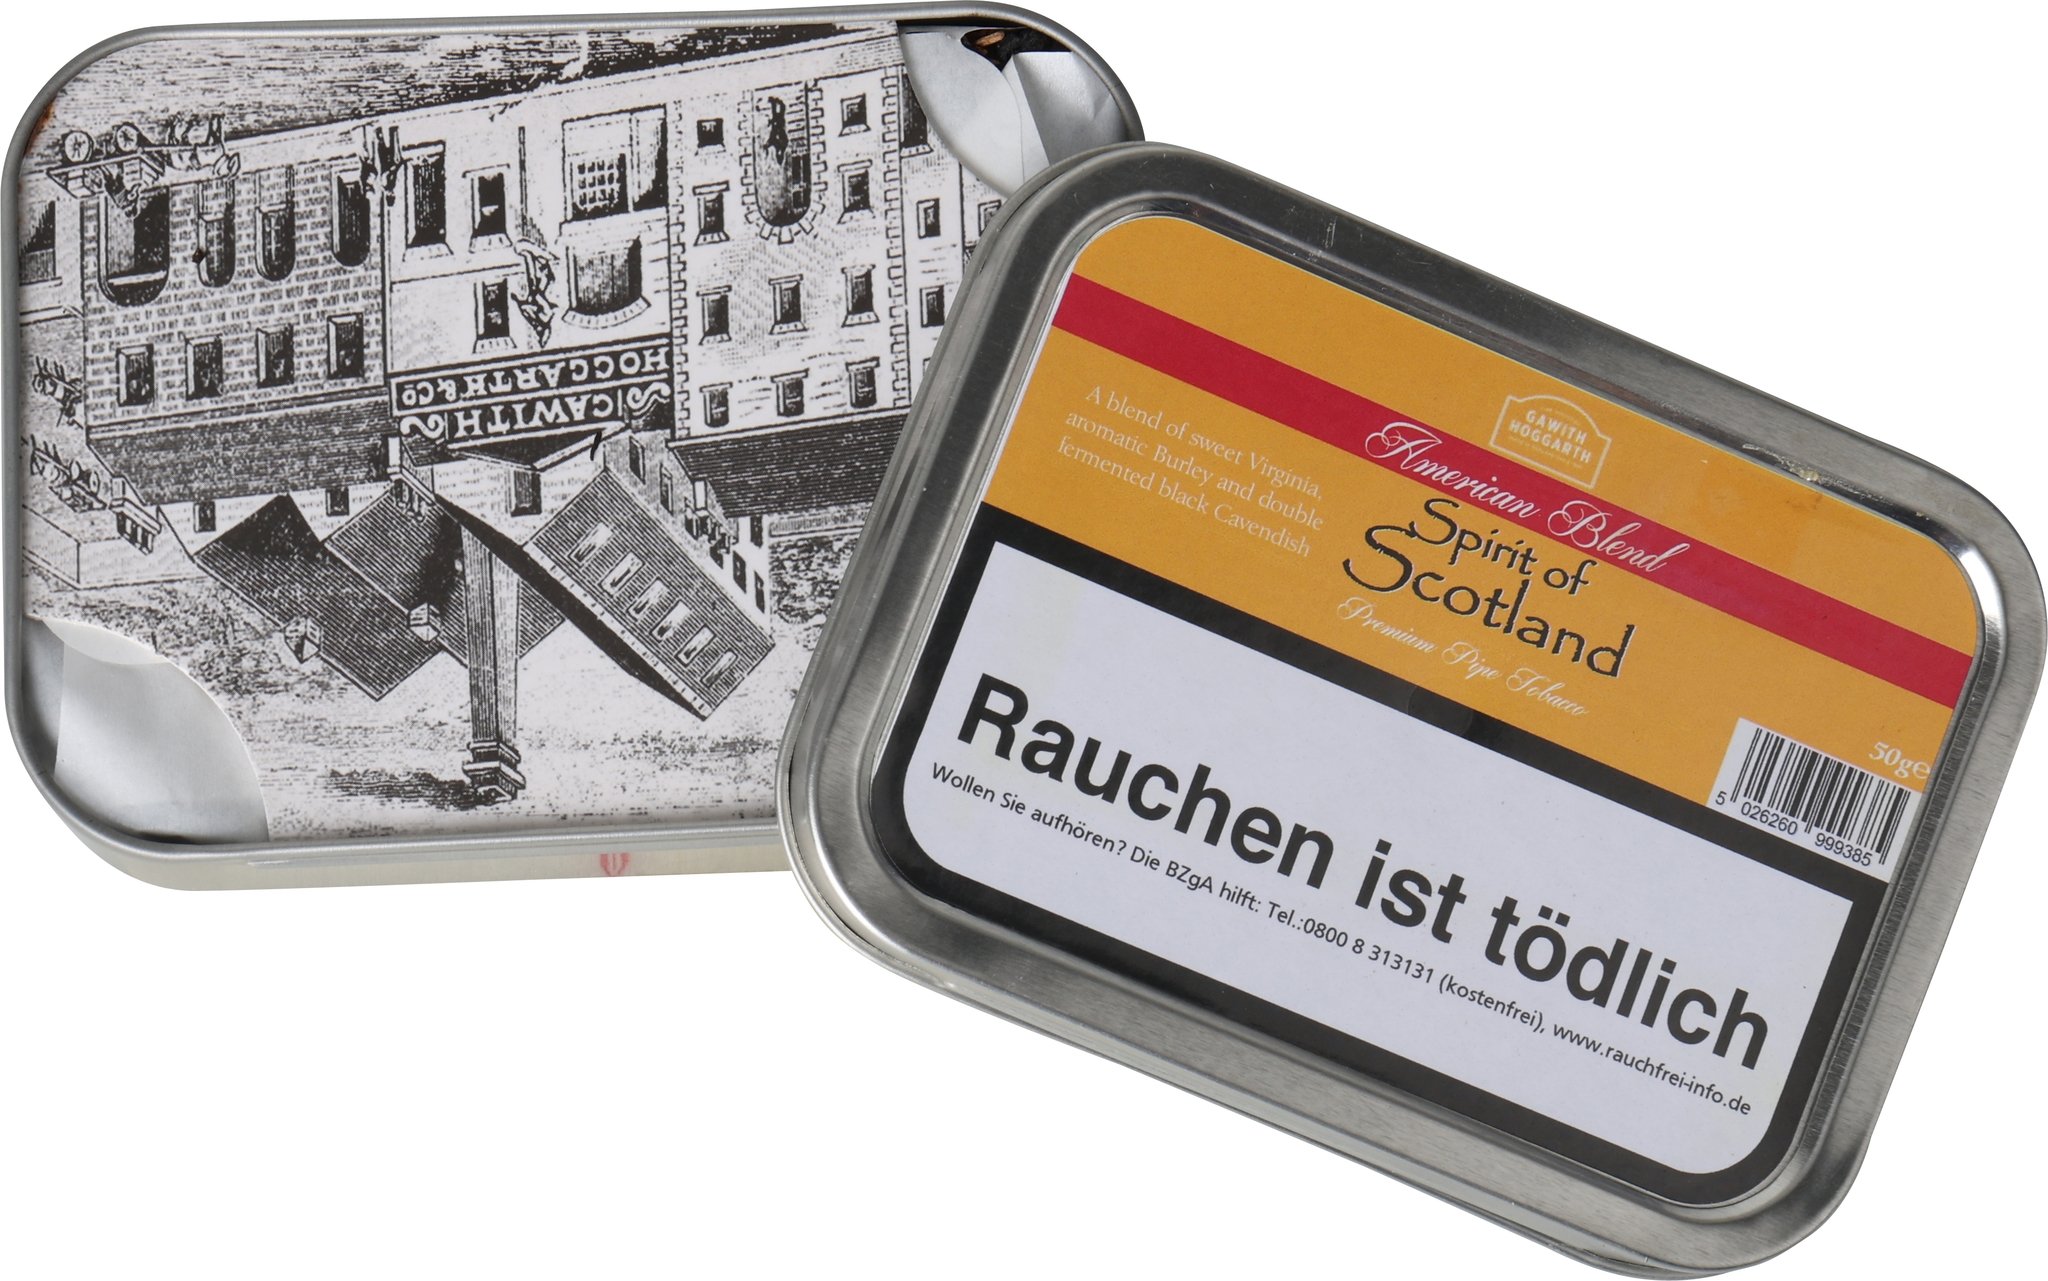 S GAWITH
HOGGARTH & CO
GAWITH
HOGGARTH
American Blend
Spirit of
Scotland
Premium Pipe Tobacco
A blend of sweet Virginia,
aromatic Burley and double
fermented black Cavendish
50g℮
5 026260 999385
Rauchen ist tödlich
Wollen Sie aufhören? Die BZgA hilft: Tel.:0800 8 313131 (kostenfrei), www.rauchfrei-info.de